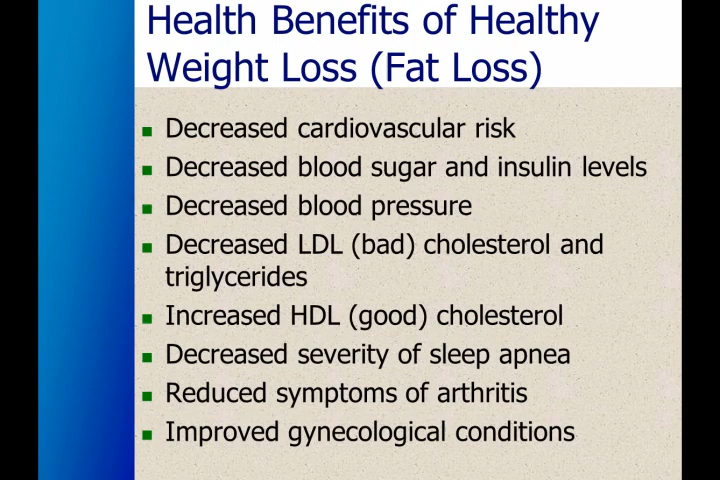 Health Benefits of Healthy
Weight Loss (Fat Loss)
Decreased cardiovascular risk
Decreased blood sugar and insulin levels
Decreased blood pressure
Decreased LDL (bad) cholesterol and
triglycerides
Increased HDL (good) cholesterol
Decreased severity of sleep apnea
Reduced symptoms of arthritis
Improved gynecological conditions